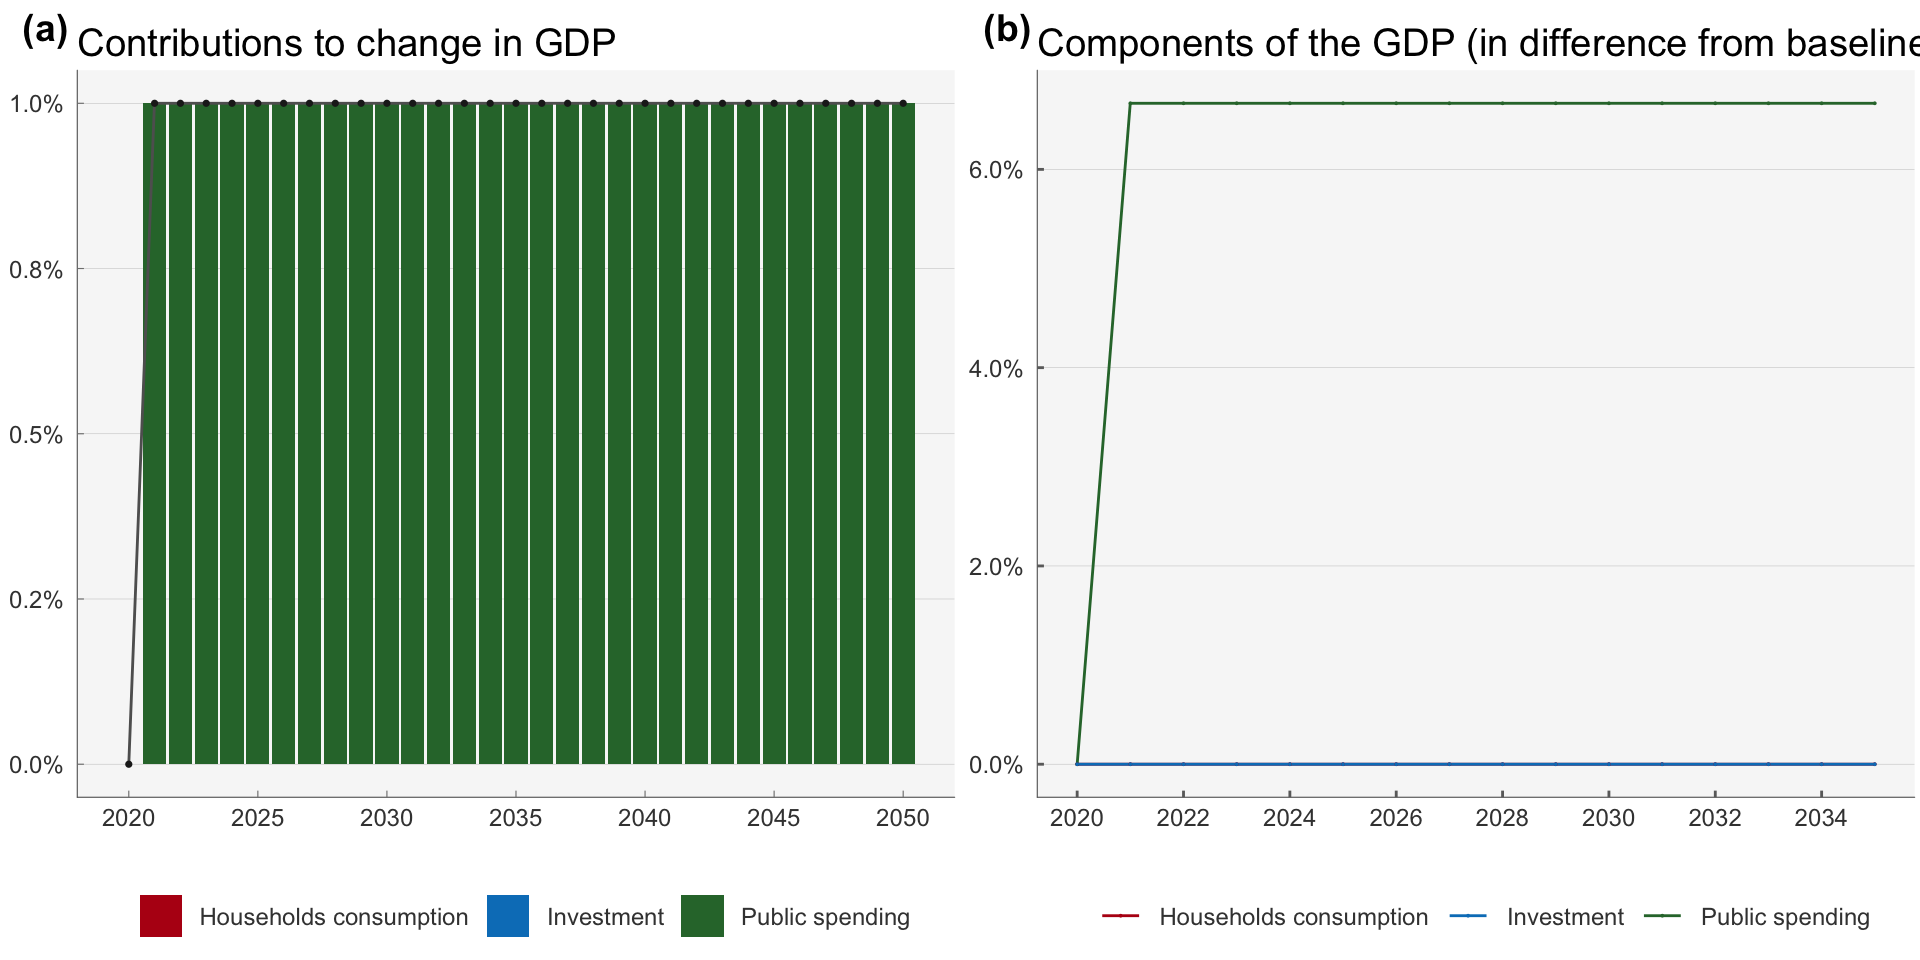 (a) Contributions to change in GDP
1.0%
0.8%
0.5%
0.2%
0.0%
2020 2025 2030 2035 2040 2045 2050
Households consumption Investment Public spending
(b) Components of the GDP (in difference from baseline
6.0%
4.0%
2.0%
0.0%
2020 2022 2024 2026 2028 2030 2032 2034
Households consumption Investment Public spending